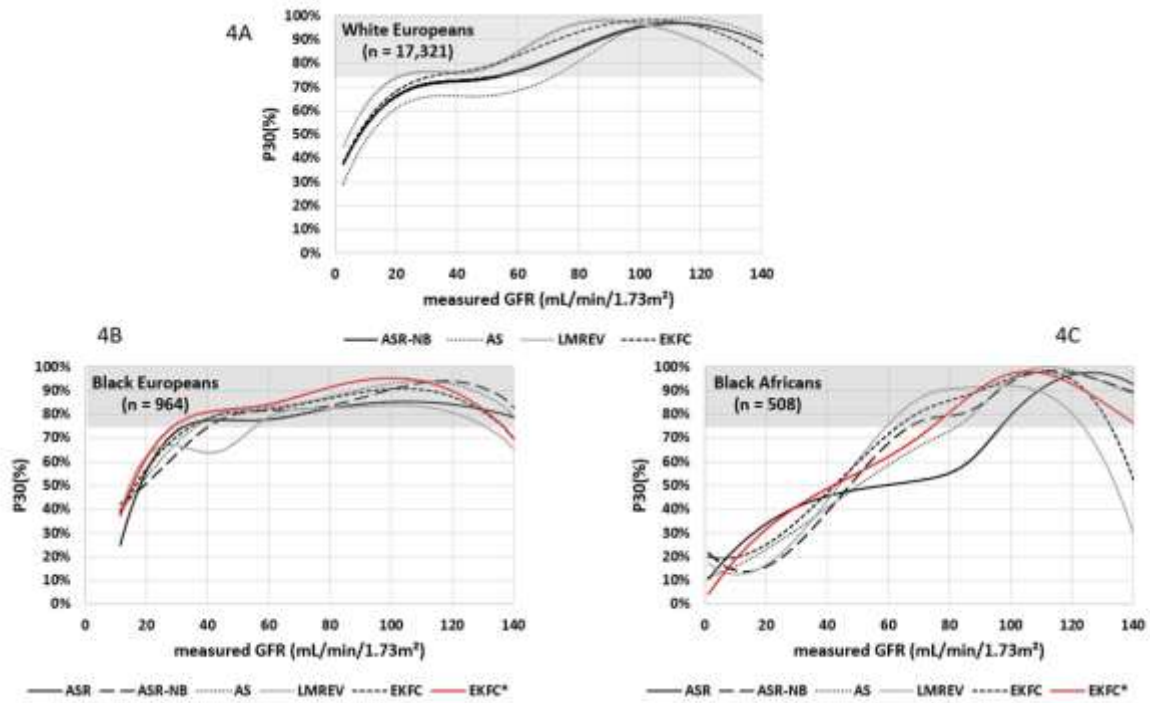 4A
White Europeans
(n = 17,321)
P30(%)
100%
90%
80%
70%
60%
50%
40%
30%
20%
10%
0%
0 20 40 60 80 100 120 140
measured GFR (mL/min/1.73m²)
ASR-NB AS LMREV EKFC
4B
Black Europeans
(n = 964)
P30(%)
100%
90%
80%
70%
60%
50%
40%
30%
20%
10%
0%
0 20 40 60 80 100 120 140
measured GFR (mL/min/1.73m²)
ASR ASR-NB AS LMREV EKFC EKFC*
4C
Black Africans
(n = 508)
P30(%)
100%
90%
80%
70%
60%
50%
40%
30%
20%
10%
0%
0 20 40 60 80 100 120 140
measured GFR (mL/min/1.73m²)
ASR ASR-NB AS LMREV EKFC EKFC*